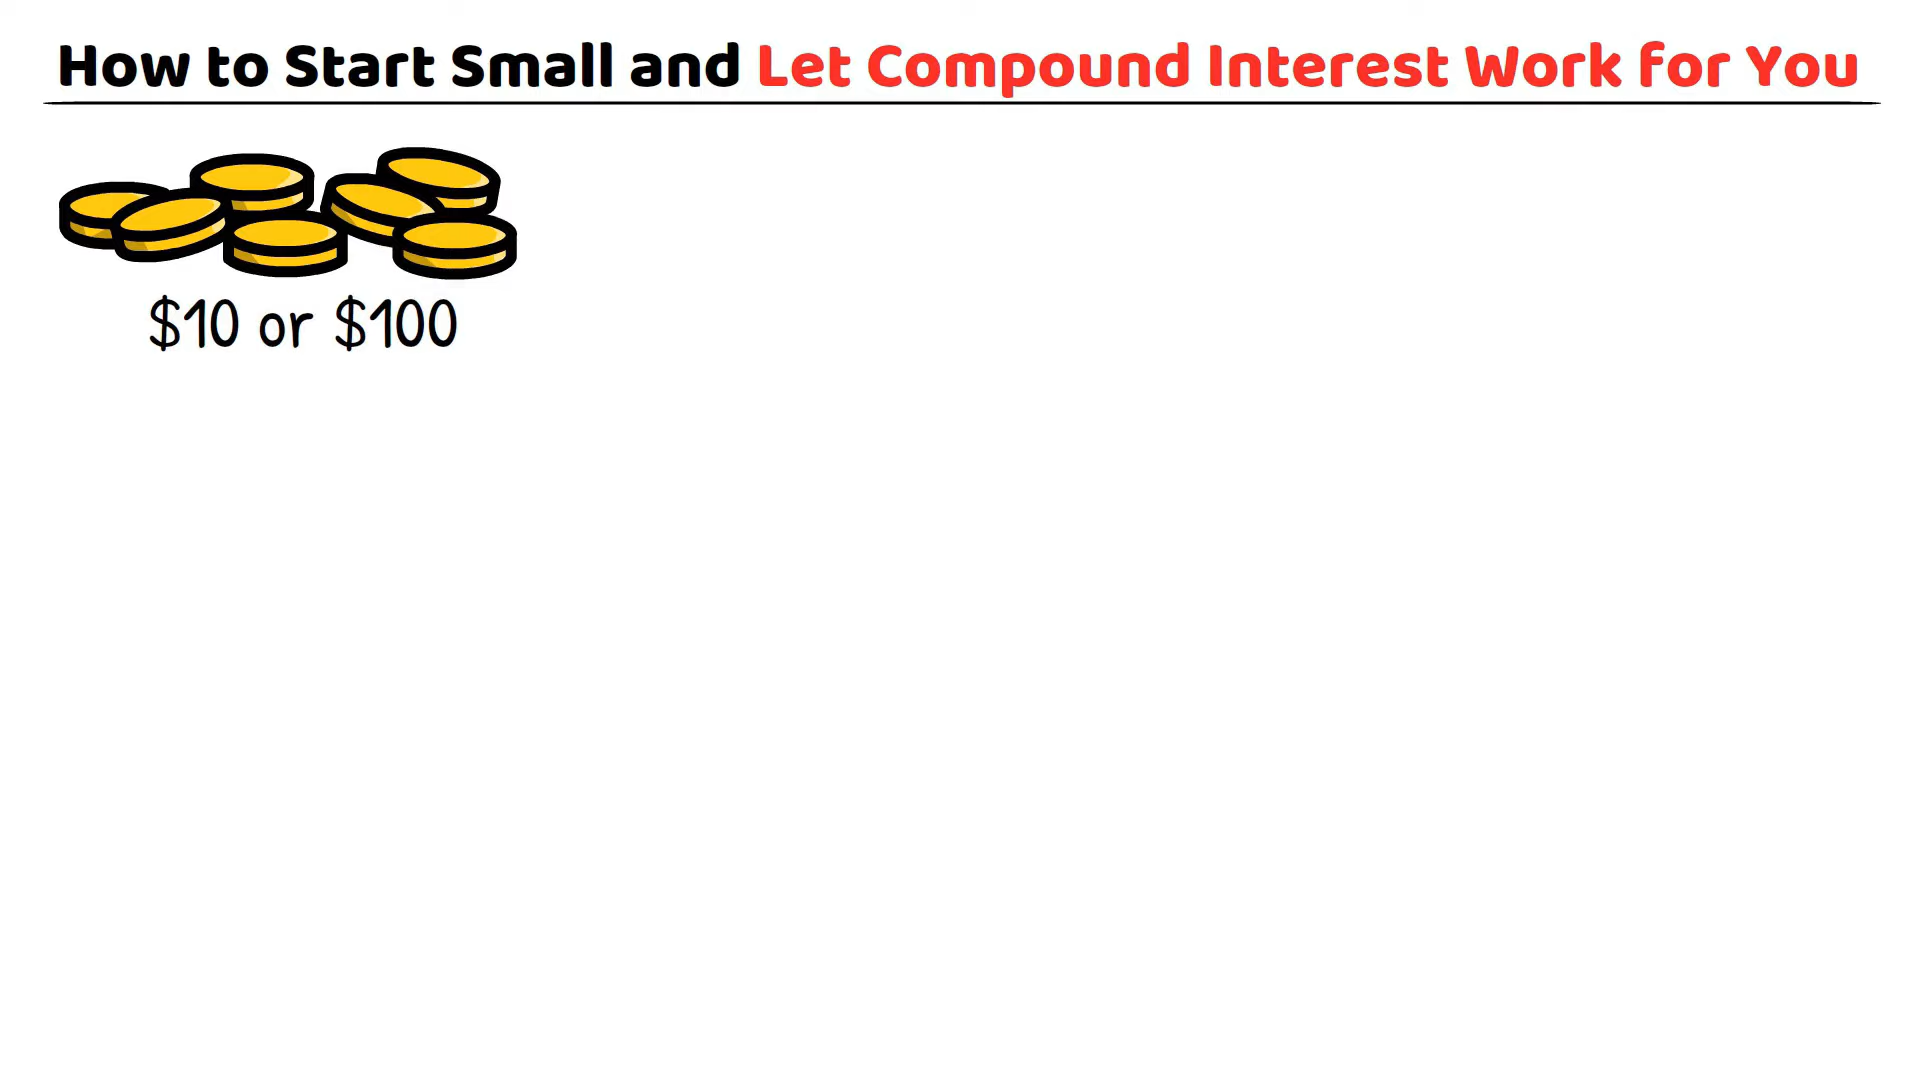 How to Start Small and Let Compound Interest Work for You
$10 or $100